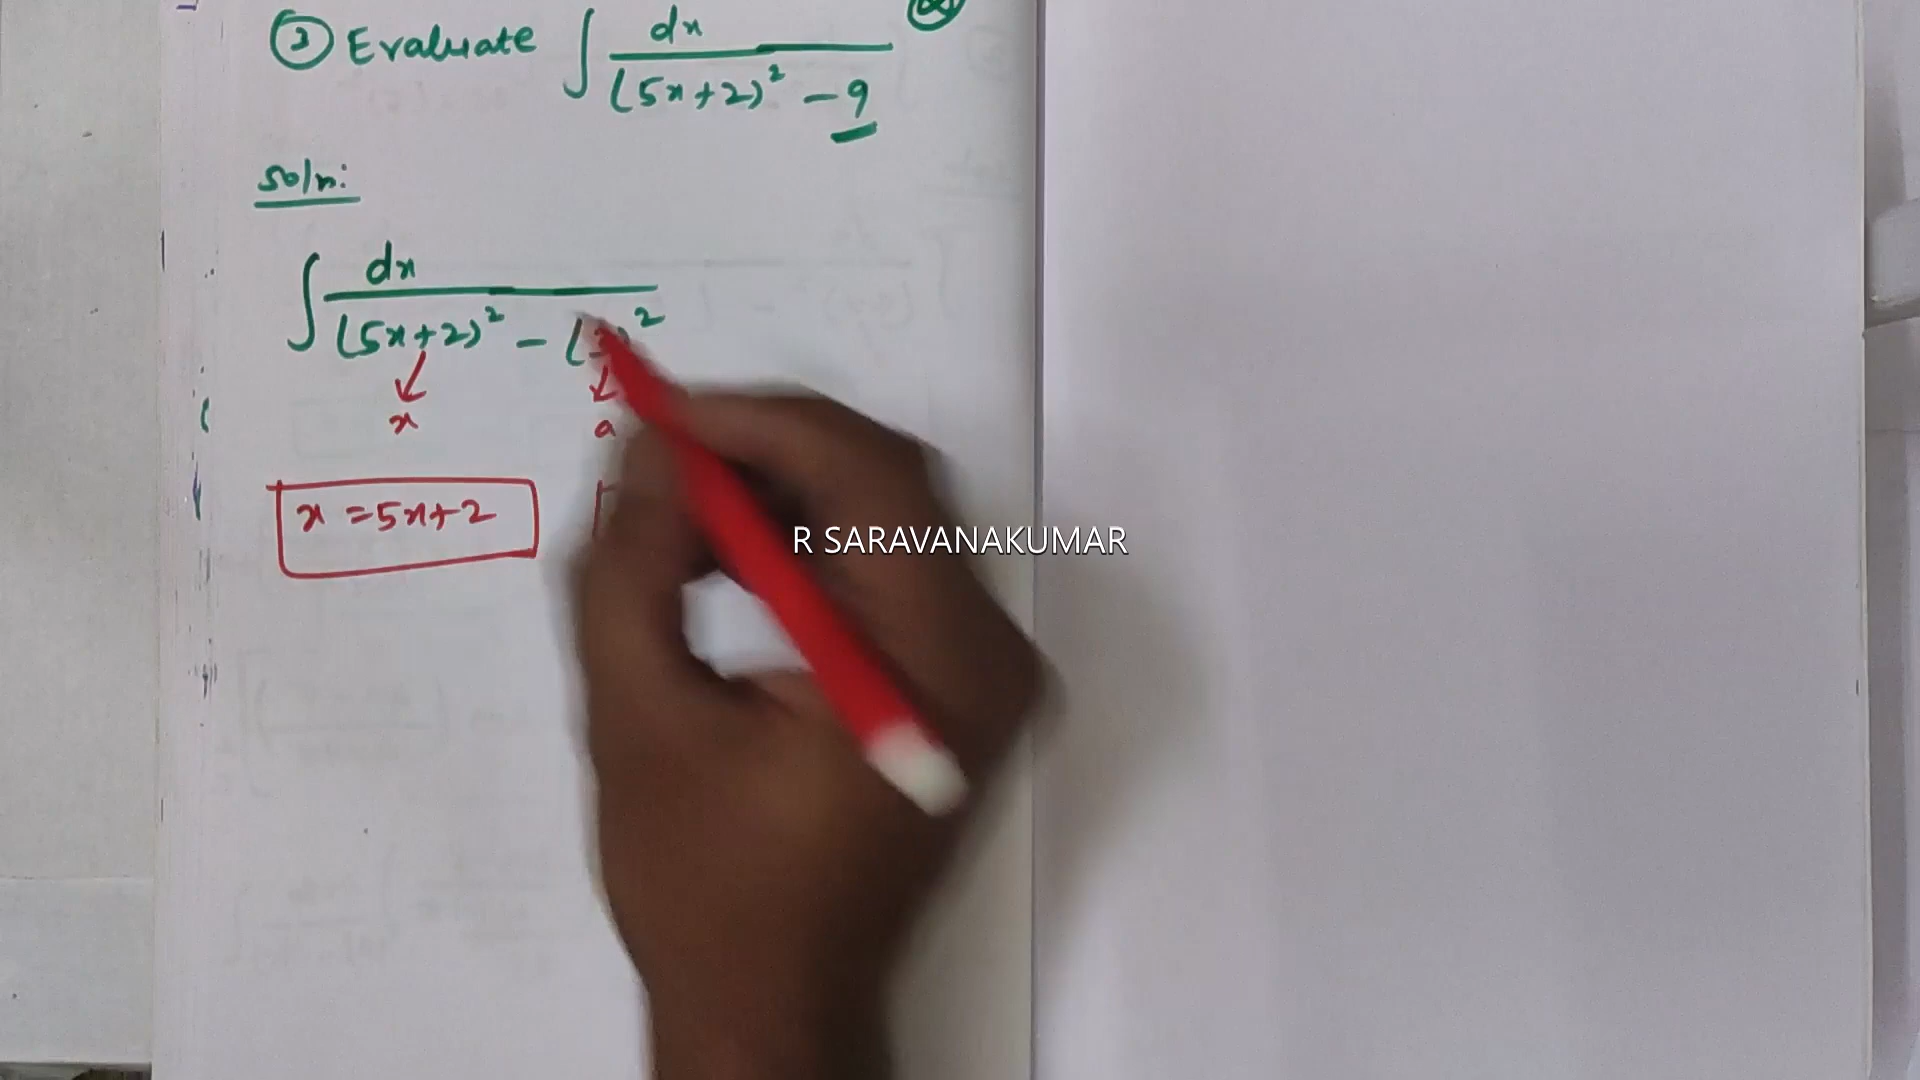 ③ Evaluate ∫ dx / (5x+2)² - 9
Soln:
∫ dx / (5x+2)² - (3)²
x a
x = 5x+2
R SARAVANAKUMAR